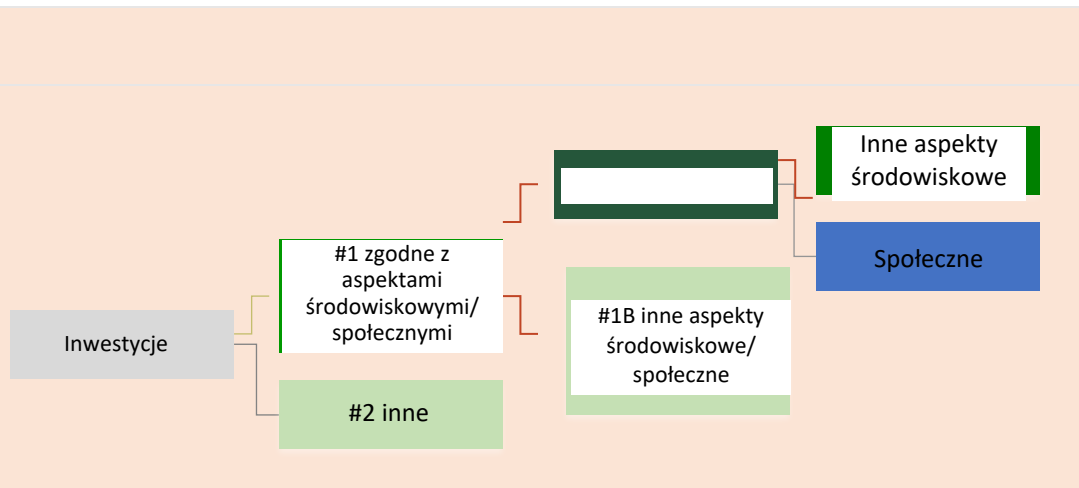 Inwestycje
#1 zgodne z
aspektami
środowiskowymi/
społecznymi
#2 inne
#1B inne aspekty
środowiskowe/
społeczne
Inne aspekty
środowiskowe
Społeczne